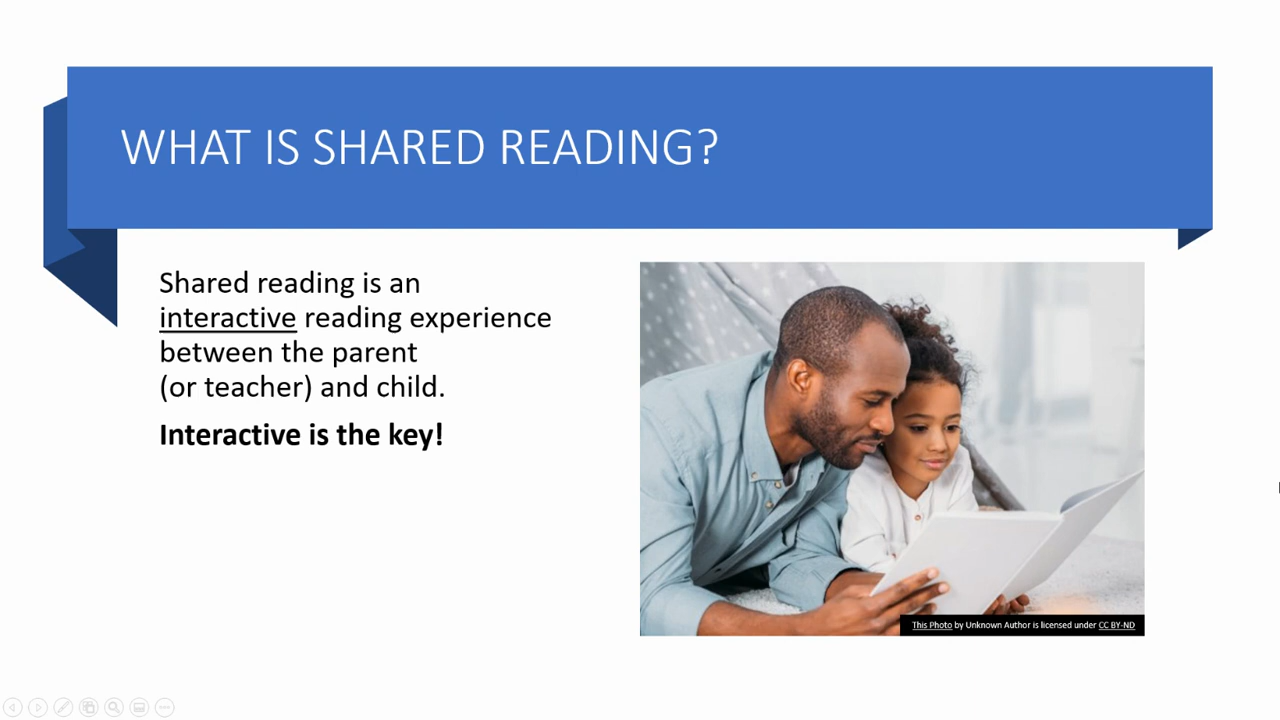 WHAT IS SHARED READING?
Shared reading is an
interactive reading experience
between the parent
(or teacher) and child.
Interactive is the key!
This Photo by Unknown Author is licensed under CC BY-ND